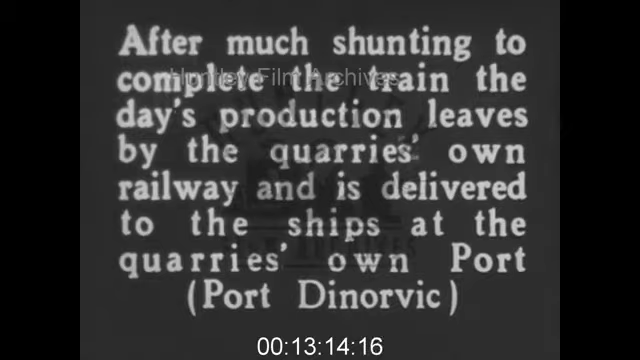 After much shunting to
complete the train the
day's production leaves
by the quarries' own
railway and is delivered
to the ships at the
quarries' own Port
(Port Dinorvic)
Huntley Film Archives
00:13:14:16